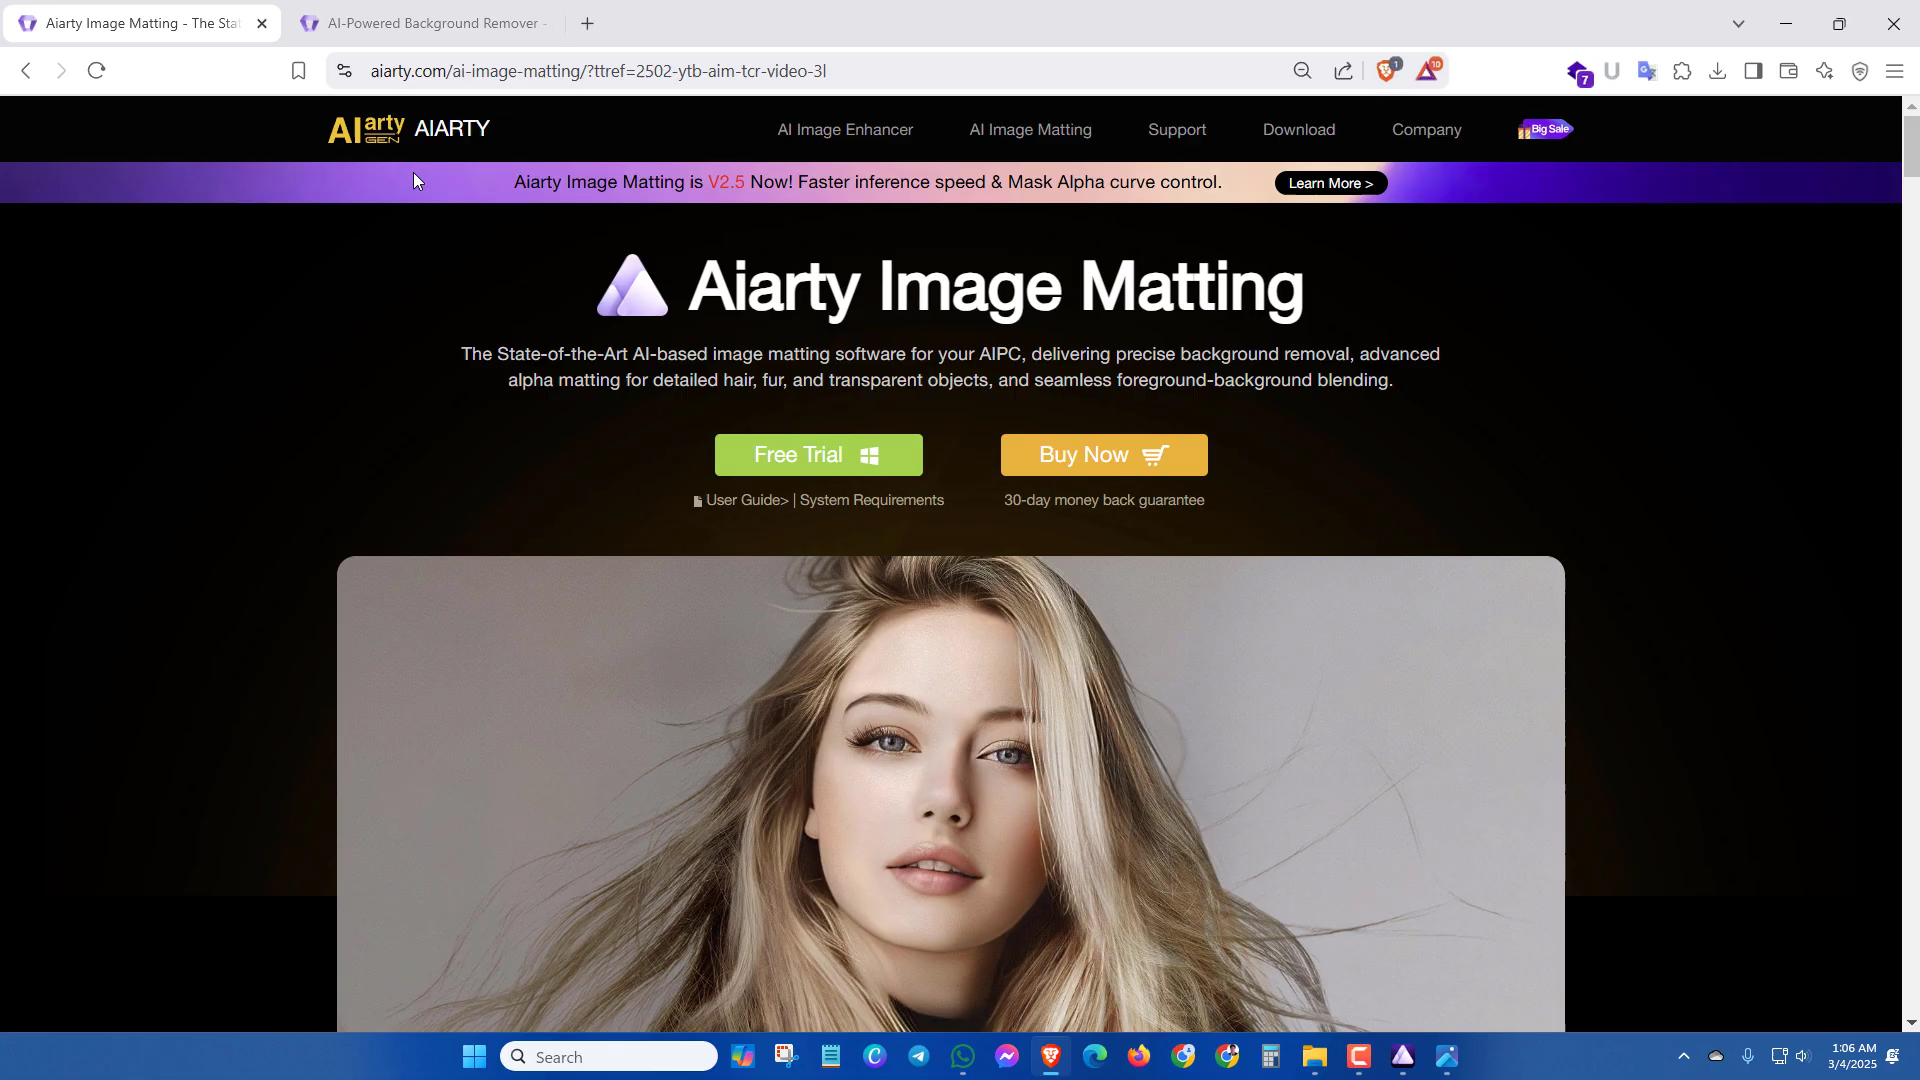 Aiarty Image Matting - The Stat
AI-Powered Background Remover -
aiarty.com/ai-image-matting/?ttref=2502-ytb-aim-tcr-video-3l
1
10
7
AIarty GEN AIARTY
AI Image Enhancer
AI Image Matting
Support
Download
Company
Big Sale
Aiarty Image Matting is V2.5 Now! Faster inference speed & Mask Alpha curve control.
Learn More >
Aiarty Image Matting
The State-of-the-Art AI-based image matting software for your AIPC, delivering precise background removal, advanced
alpha matting for detailed hair, fur, and transparent objects, and seamless foreground-background blending.
Free Trial
Buy Now
User Guide> | System Requirements
30-day money back guarantee
Search
1:06 AM
3/4/2025